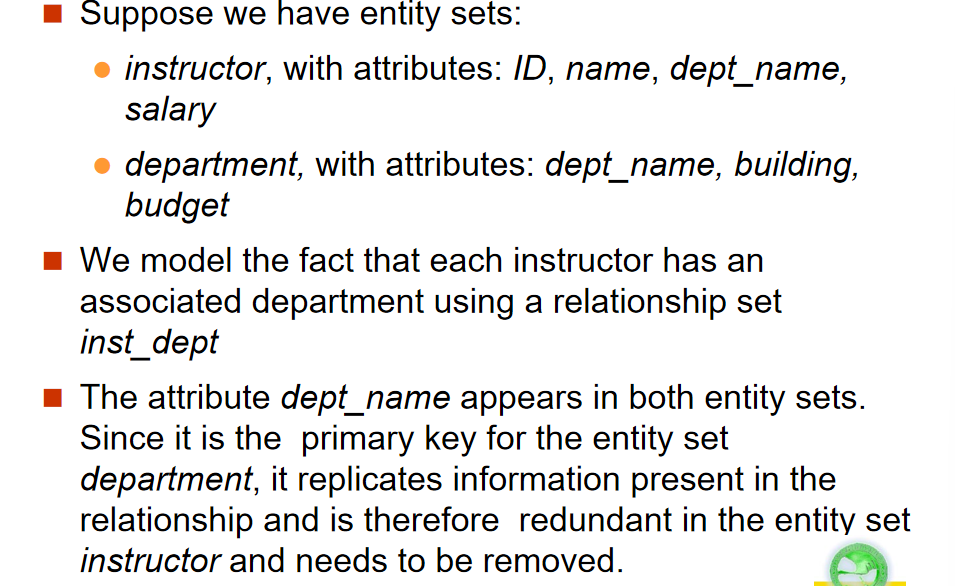 Suppose we have entity sets:
instructor, with attributes: ID, name, dept_name,
salary
department, with attributes: dept_name, building,
budget
We model the fact that each instructor has an
associated department using a relationship set
inst_dept
The attribute dept_name appears in both entity sets.
Since it is the  primary key for the entity set
department, it replicates information present in the
relationship and is therefore  redundant in the entity set
instructor and needs to be removed.